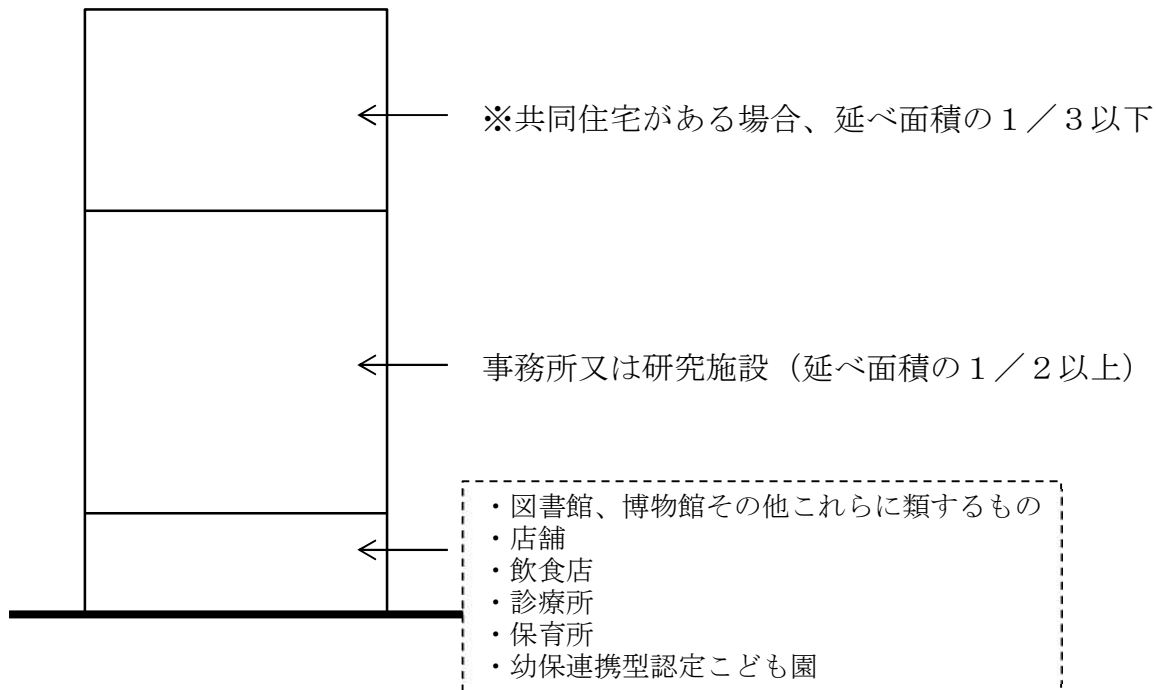 ※共同住宅がある場合、延べ面積の１／３以下
事務所又は研究施設（延べ面積の１／２以上）
・図書館、博物館その他これらに類するもの
・店舗
・飲食店
・診療所
・保育所
・幼保連携型認定こども園